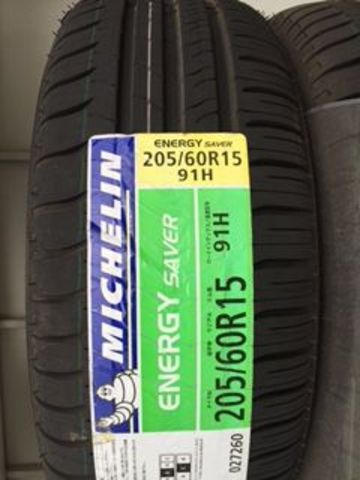 ENERGY SAVER
205/60R15
91H
MICHELIN
ENERGY SAVER
205/60R15
91H
027260